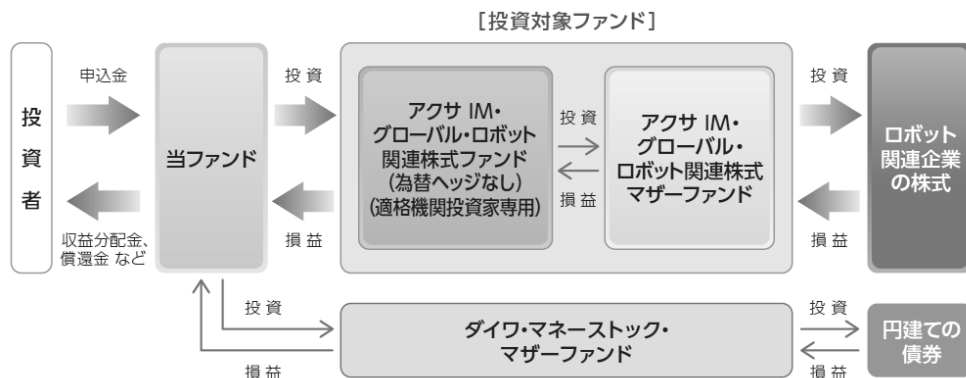 [投資対象ファンド]
投資者
申込金
収益分配金、
償還金 など
当ファンド
投 資
損 益
アクサ IM・
グローバル・ロボット
関連株式ファンド
(為替ヘッジなし)
(適格機関投資家専用)
投 資
損 益
アクサ IM・
グローバル・
ロボット関連株式
マザーファンド
投 資
損 益
ロボット
関連企業
の株式
投 資
損 益
ダイワ・マネーストック・
マザーファンド
投 資
損 益
円建ての
債券